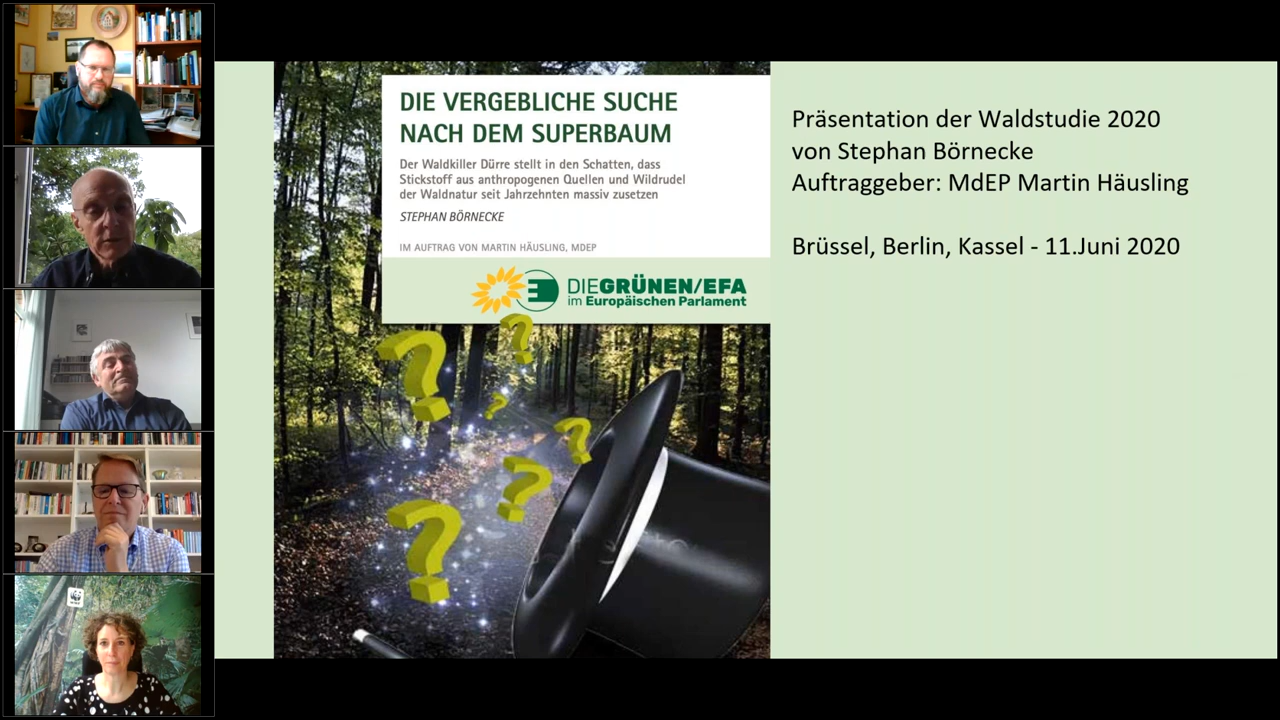 DIE VERGEBLICHE SUCHE
NACH DEM SUPERBAUM
Der Waldkiller Dürre stellt in den Schatten, dass
Stickstoff aus anthropogenen Quellen und Wildrudel
der Waldnatur seit Jahrzehnten massiv zusetzen
STEPHAN BÖRNECKE
IM AUFTRAG VON MARTIN HÄUSLING, MDEP
DIEGRÜNEN/EFA
im Europäischen Parlament
Präsentation der Waldstudie 2020
von Stephan Börnecke
Auftraggeber: MdEP Martin Häusling
Brüssel, Berlin, Kassel - 11.Juni 2020